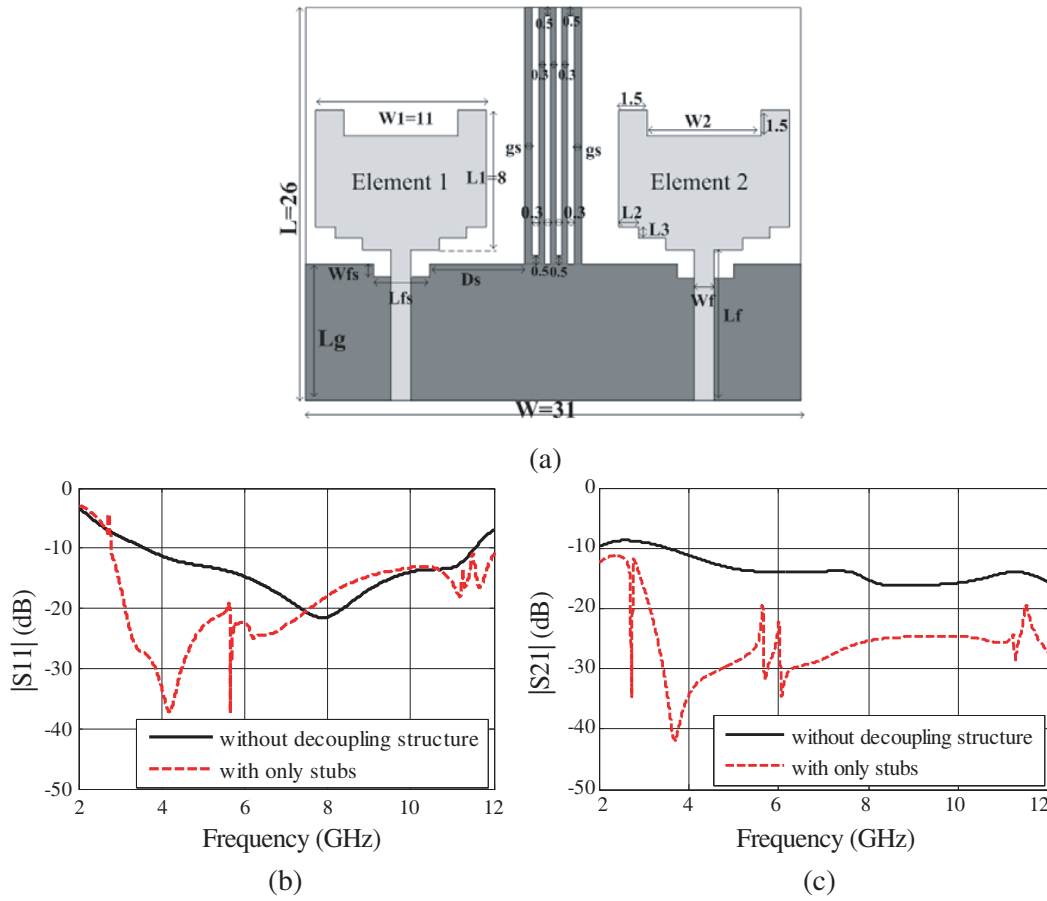 0.5 0.5
0.3 0.3
1.5
W1=11
W2
1.5
gs gs
Element 1
L1=8
Element 2
L=26
0.3 0.3
L2
L3
Wfs
Ds
0.5 0.5
Lfs
Wf
Lf
Lg
W=31
(a)
0
-10
-20
-30
-40
-50
|S11| (dB)
without decoupling structure
with only stubs
2 4 6 8 10 12
Frequency (GHz)
(b)
0
-10
-20
-30
-40
-50
|S21| (dB)
without decoupling structure
with only stubs
2 4 6 8 10 12
Frequency (GHz)
(c)